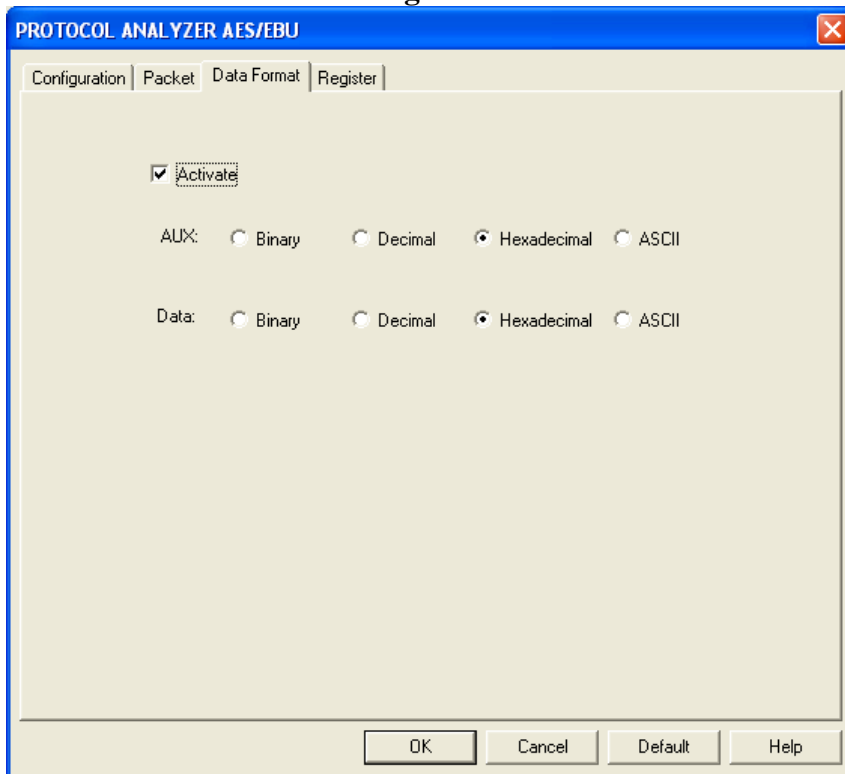 PROTOCOL ANALYZER AES/EBU
Configuration Packet Data Format Register
Activate
AUX: Binary Decimal Hexadecimal ASCII
Data: Binary Decimal Hexadecimal ASCII
OK Cancel Default Help